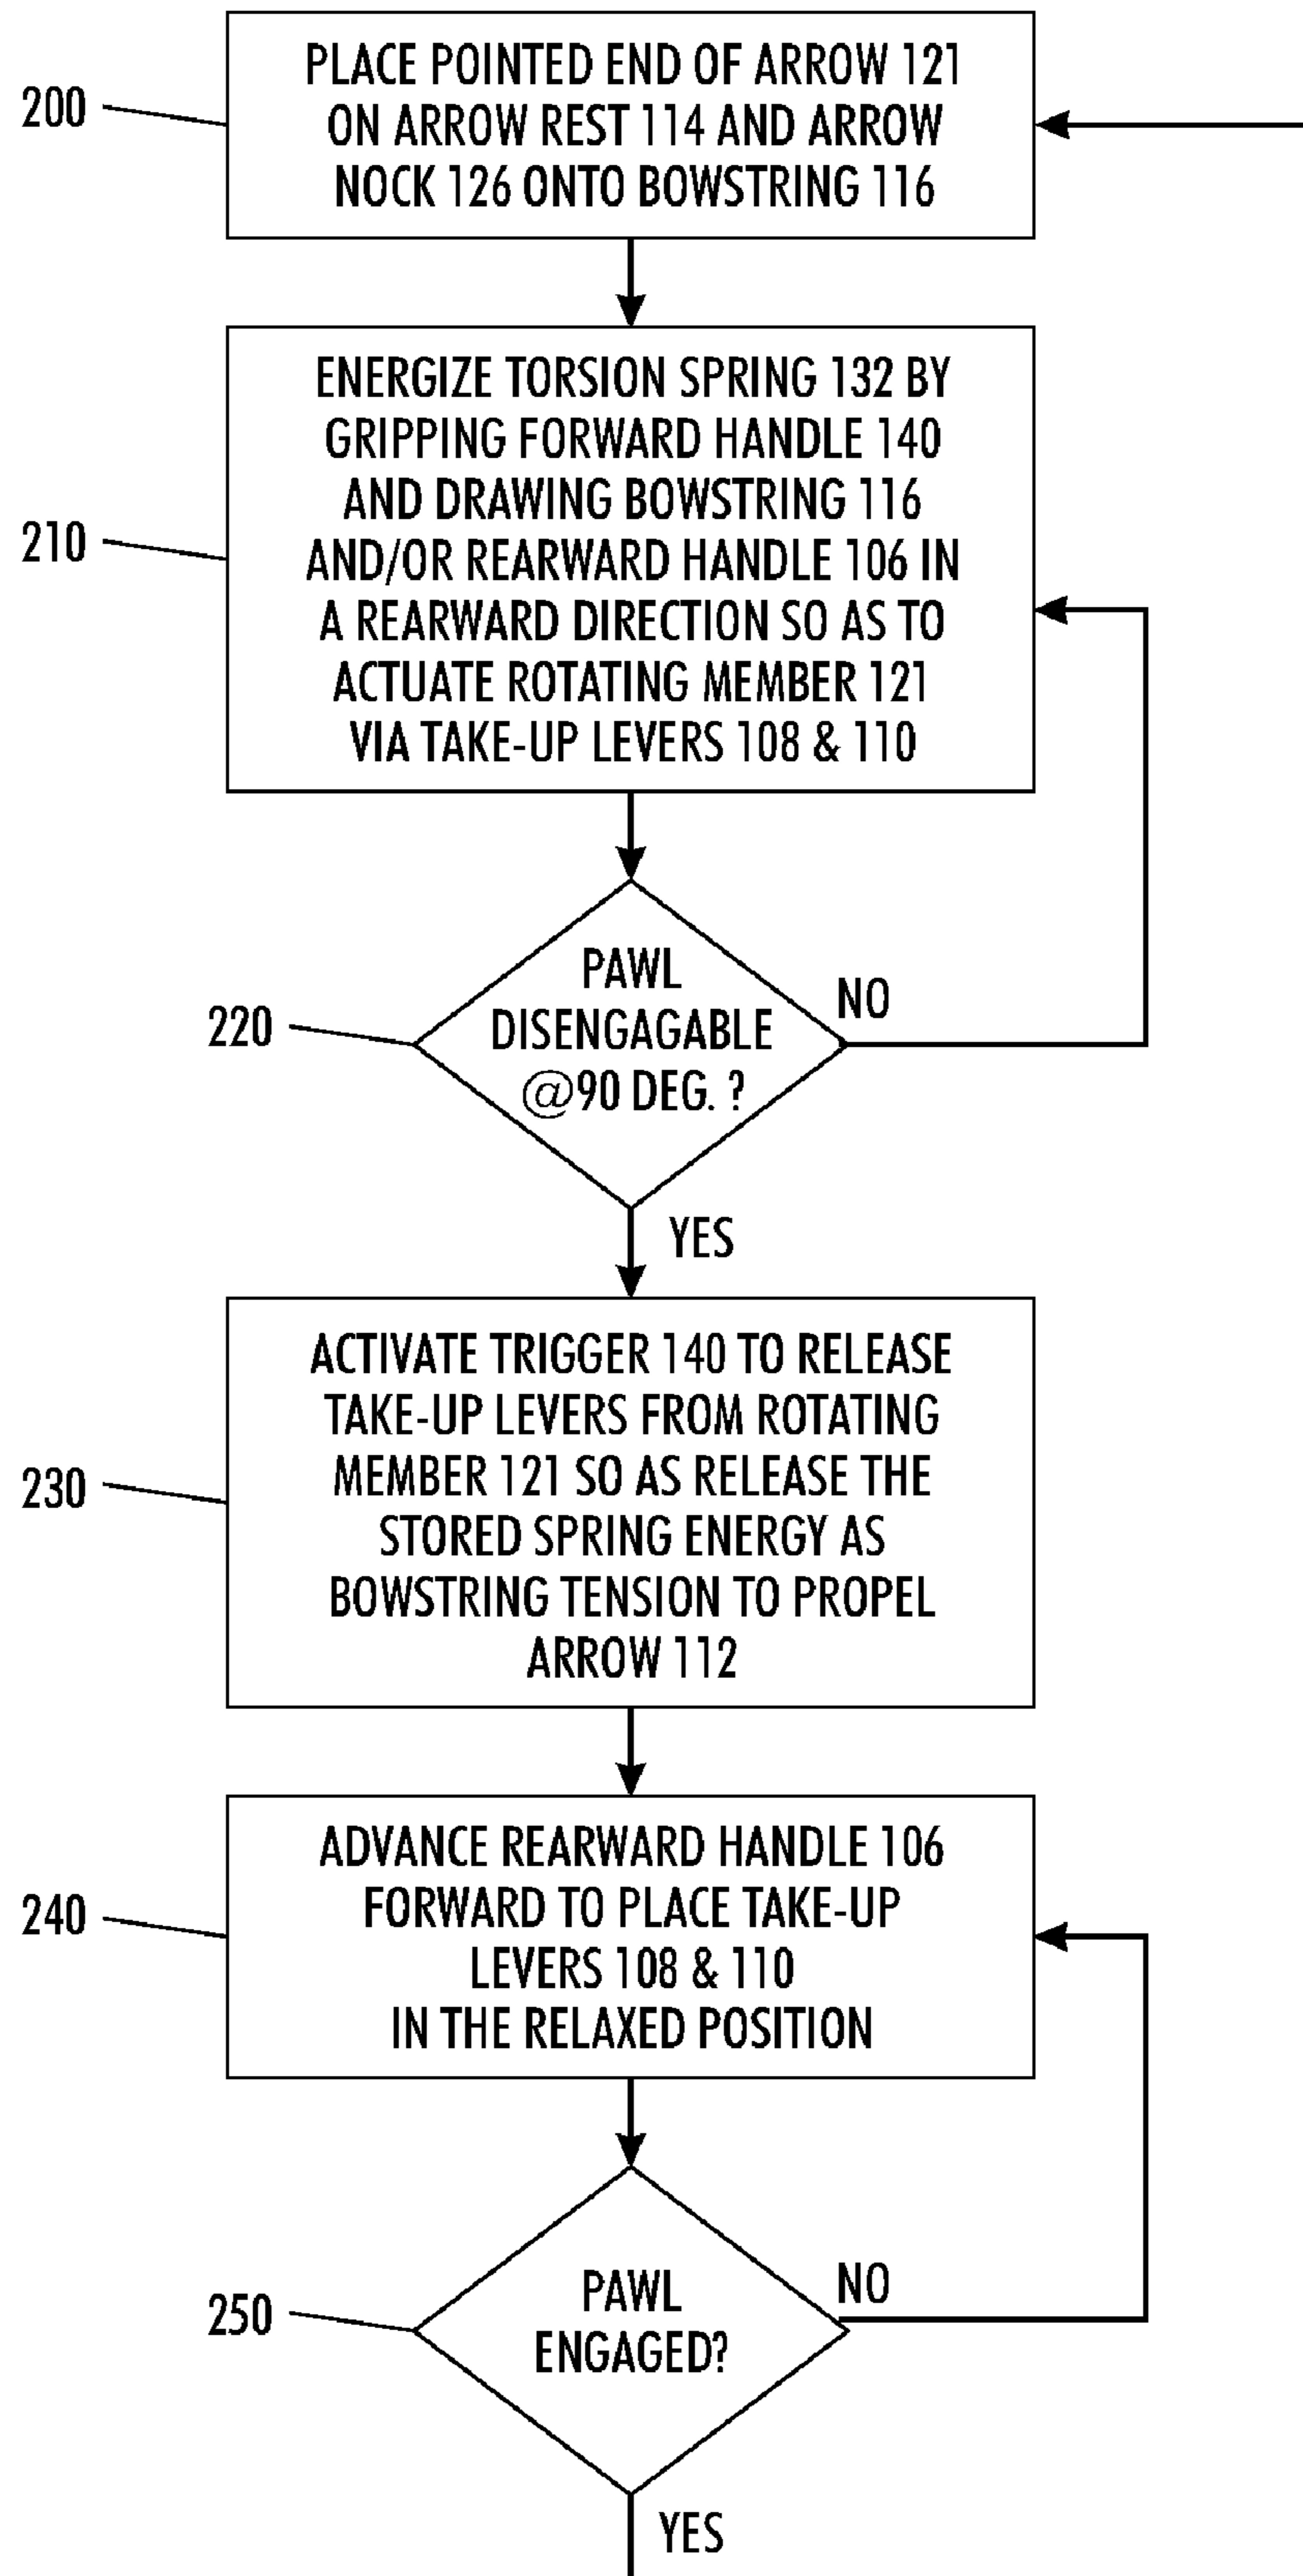 200
PLACE POINTED END OF ARROW 121
ON ARROW REST 114 AND ARROW
NOCK 126 ONTO BOWSTRING 116
210
ENERGIZE TORSION SPRING 132 BY
GRIPPING FORWARD HANDLE 140
AND DRAWING BOWSTRING 116
AND/OR REARWARD HANDLE 106 IN
A REARWARD DIRECTION SO AS TO
ACTUATE ROTATING MEMBER 121
VIA TAKE-UP LEVERS 108 & 110
220
PAWL
DISENGAGABLE
@90 DEG. ?
NO
YES
230
ACTIVATE TRIGGER 140 TO RELEASE
TAKE-UP LEVERS FROM ROTATING
MEMBER 121 SO AS RELEASE THE
STORED SPRING ENERGY AS
BOWSTRING TENSION TO PROPEL
ARROW 112
240
ADVANCE REARWARD HANDLE 106
FORWARD TO PLACE TAKE-UP
LEVERS 108 & 110
IN THE RELAXED POSITION
250
PAWL
ENGAGED?
NO
YES